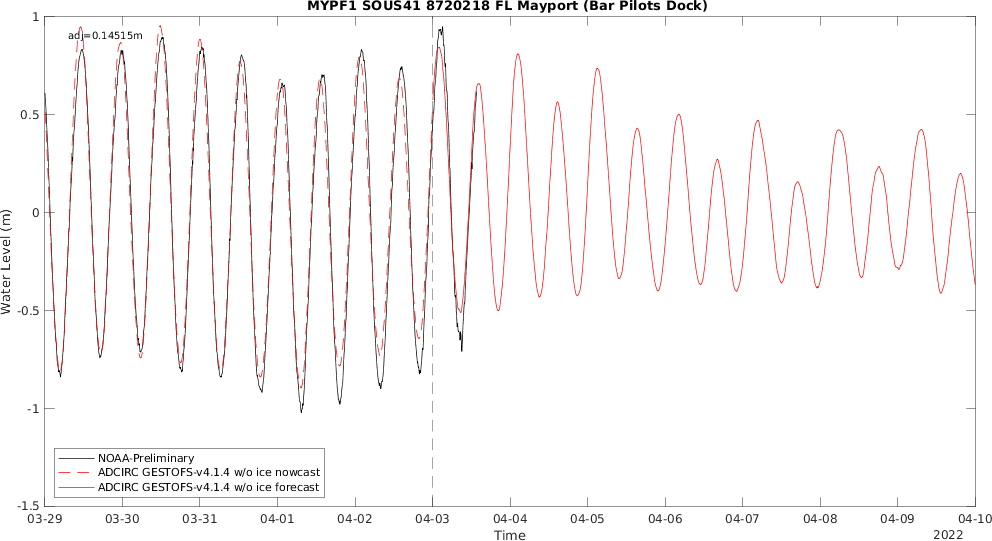 MYPF1 SOUS41 8720218 FL Mayport (Bar Pilots Dock)
adj=0.14515m
1
0.5
0
-0.5
-1
-1.5
Water Level (m)
NOAA-Preliminary
ADCIRC GESTOFS-v4.1.4 w/o ice nowcast
ADCIRC GESTOFS-v4.1.4 w/o ice forecast
03-29 03-30 03-31 04-01 04-02 04-03 04-04 04-05 04-06 04-07 04-08 04-09 04-10
Time
2022